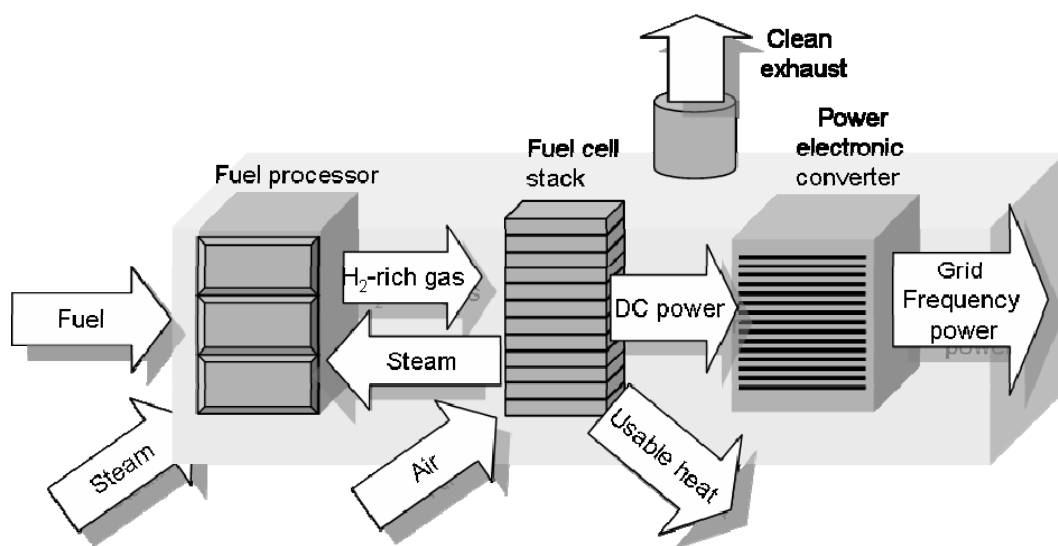 Clean
exhaust
Power
electronic
converter
Fuel cell
stack
Fuel processor
H₂-rich gas
Fuel
Steam
DC power
Grid
Frequency
power
Steam
Air
Usable heat